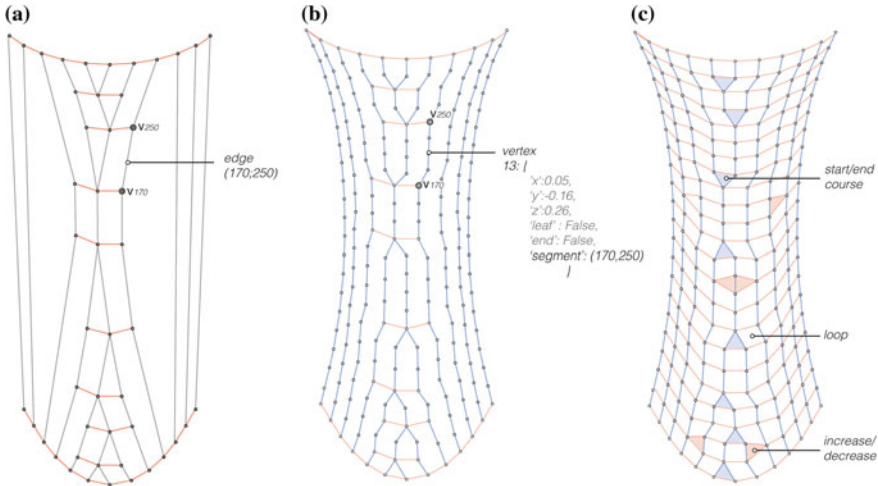 (a)
(b)
(c)
V250
edge
(170;250)
V170
V250
vertex
13: {
'x':0.05,
'y':-0.16,
'z':0.26,
'leaf' : False,
'end': False,
'segment': (170,250)
}
V170
start/end
course
loop
increase/
decrease